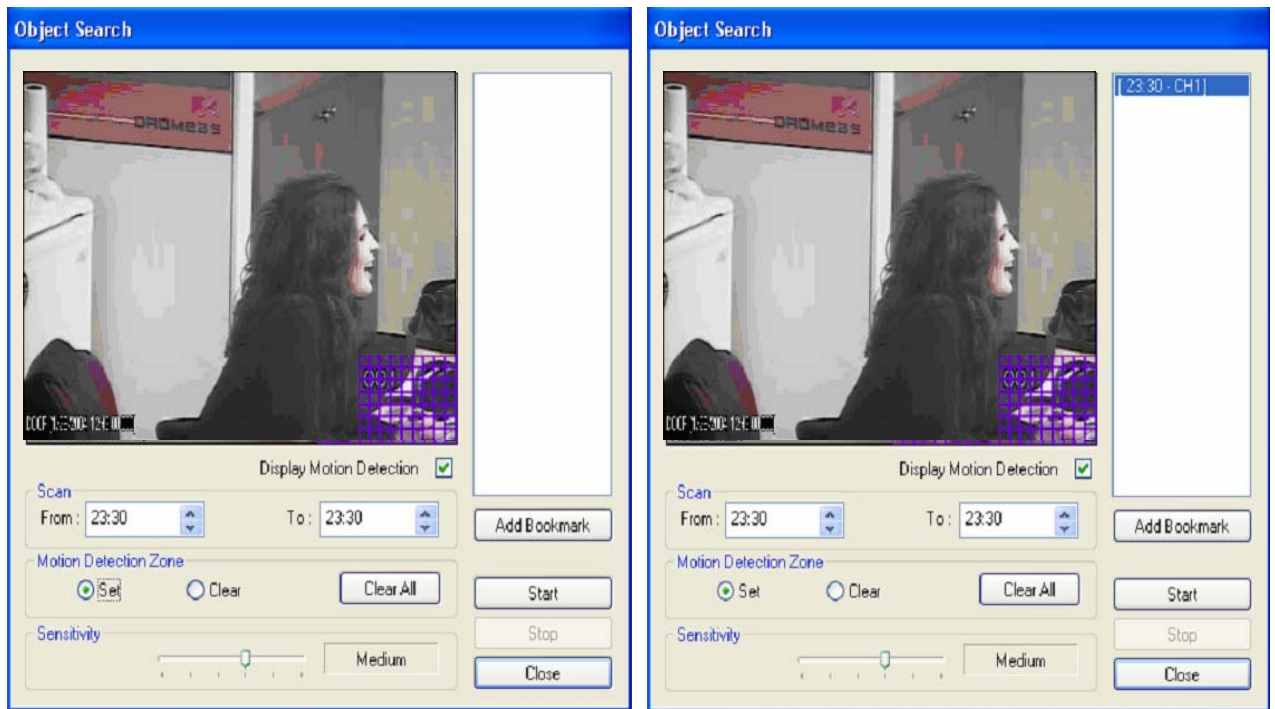 Object Search
Display Motion Detection
Scan
From : 23:30 To : 23:30
Add Bookmark
Motion Detection Zone
Set Clear Clear All
Start
Sensitivity
Stop
Medium
Close
Object Search
[ 23:30 - CH1]
Display Motion Detection
Scan
From : 23:30 To : 23:30
Add Bookmark
Motion Detection Zone
Set Clear Clear All
Start
Sensitivity
Stop
Medium
Close